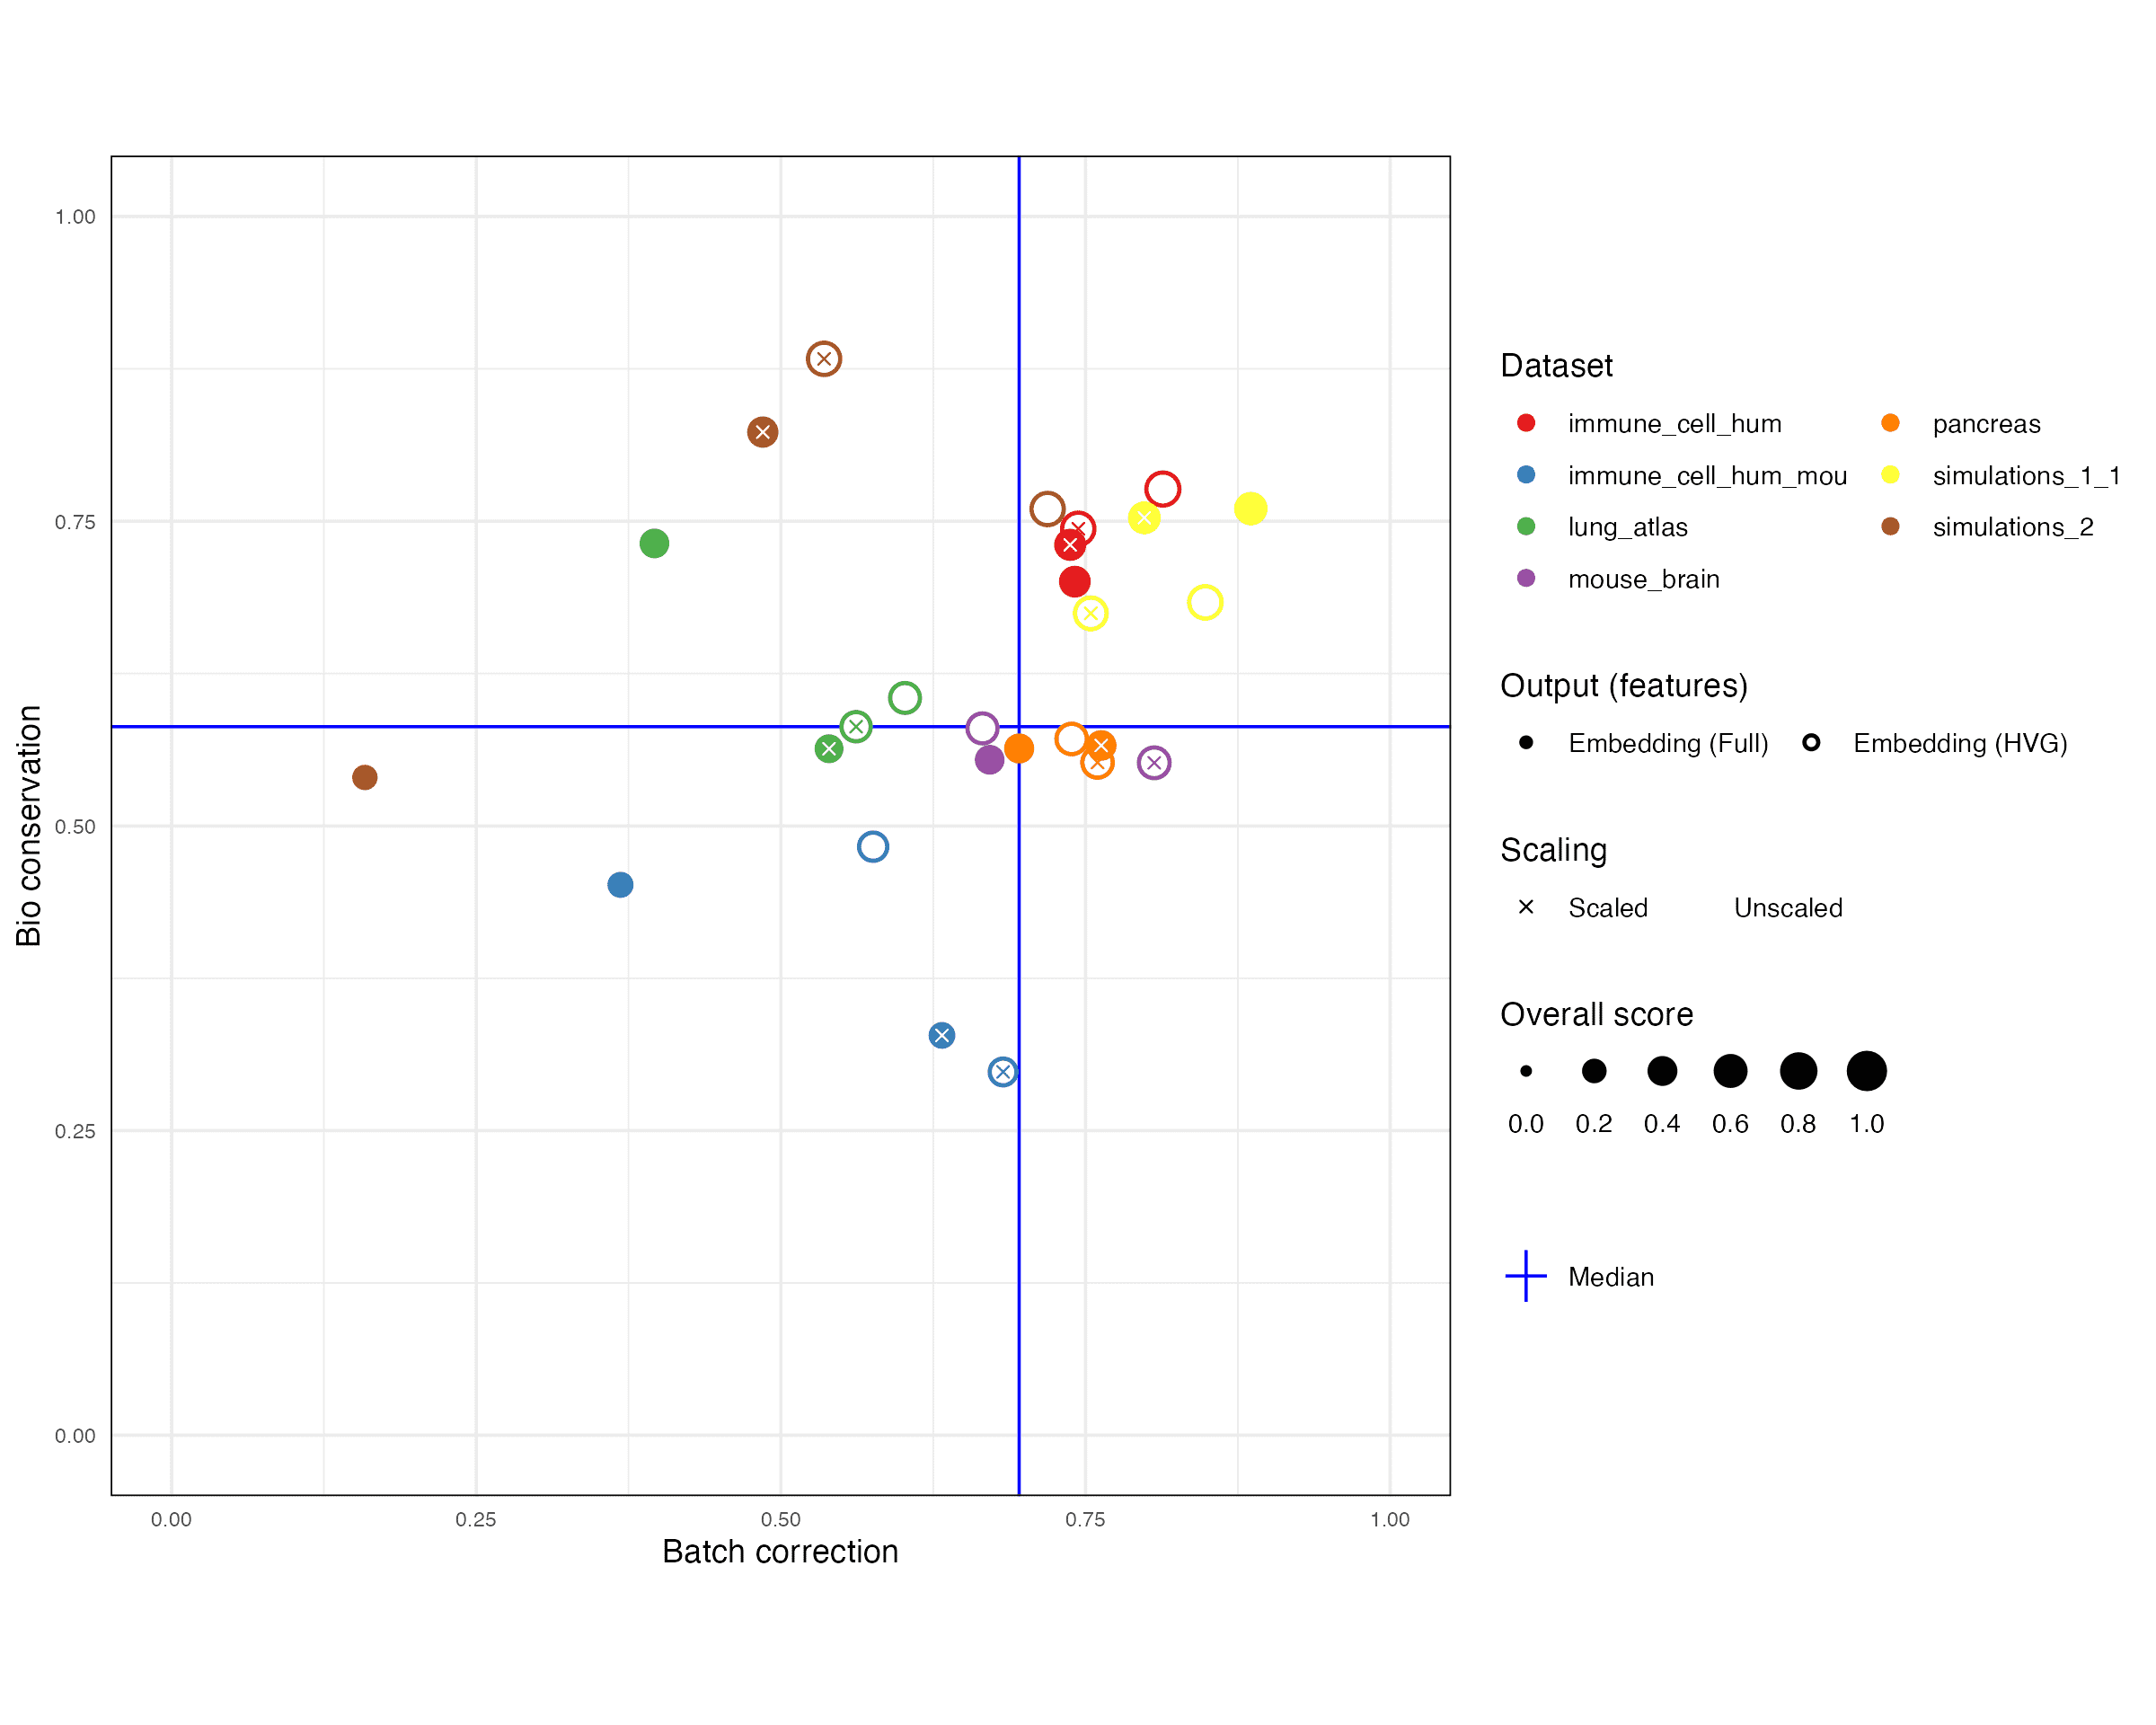 1.00
0.75
0.50
0.25
0.00
Bio conservation
0.00 0.25 0.50 0.75 1.00
Batch correction
Dataset
immune_cell_hum pancreas
immune_cell_hum_mou simulations_1_1
lung_atlas simulations_2
mouse_brain
Output (features)
Embedding (Full) Embedding (HVG)
Scaling
Scaled Unscaled
Overall score
0.0 0.2 0.4 0.6 0.8 1.0
Median